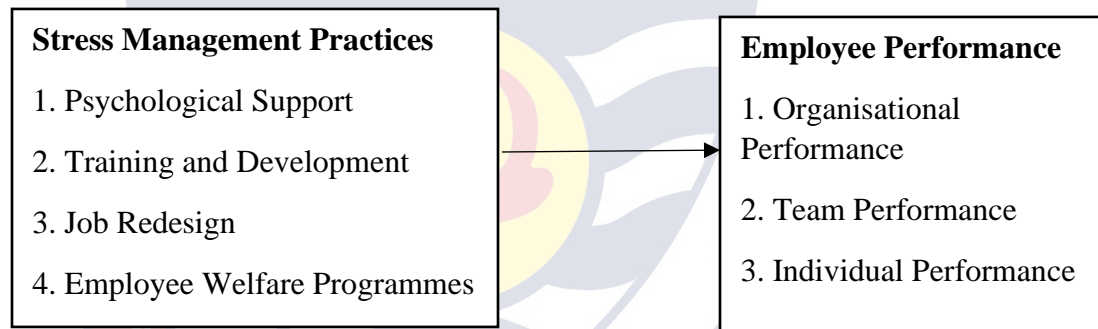 Stress Management Practices
1. Psychological Support
2. Training and Development
3. Job Redesign
4. Employee Welfare Programmes
Employee Performance
1. Organisational
Performance
2. Team Performance
3. Individual Performance